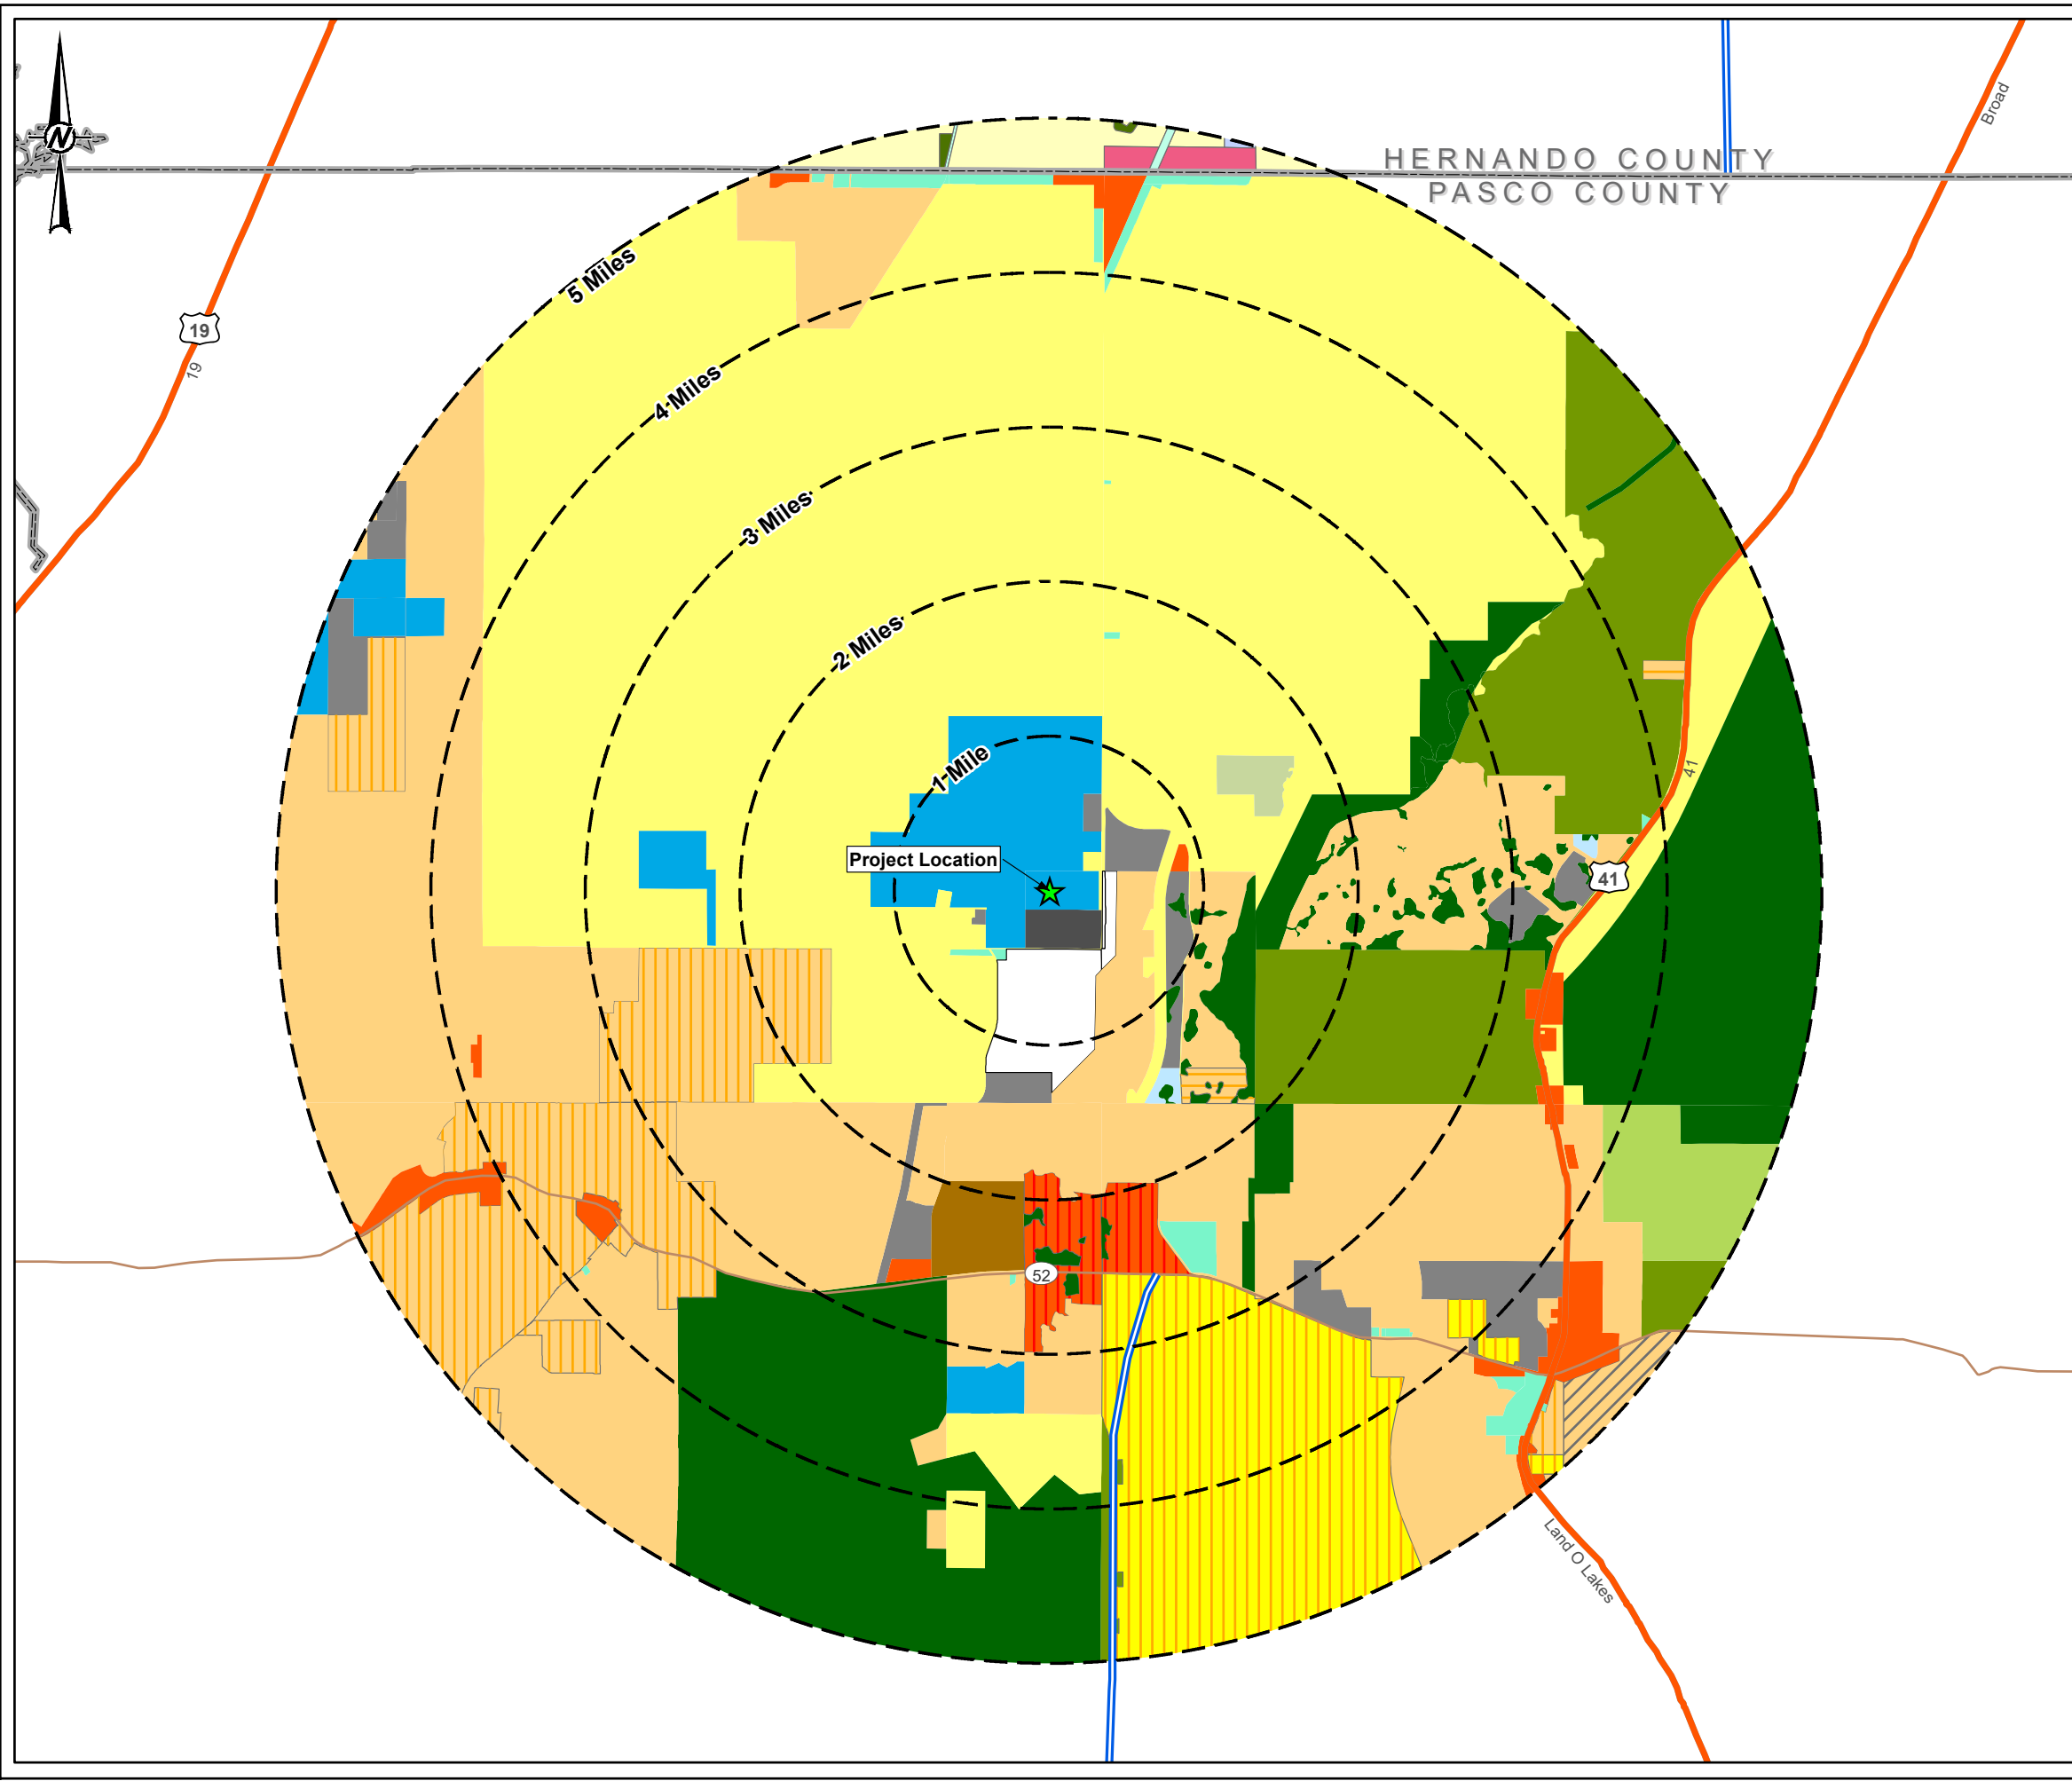 N
Broad
HERNANDO COUNTY
PASCO COUNTY
5 Miles
19
19
4 Miles
3 Miles
2 Miles
1 Mile
41
Project Location
41
52
Land O Lakes